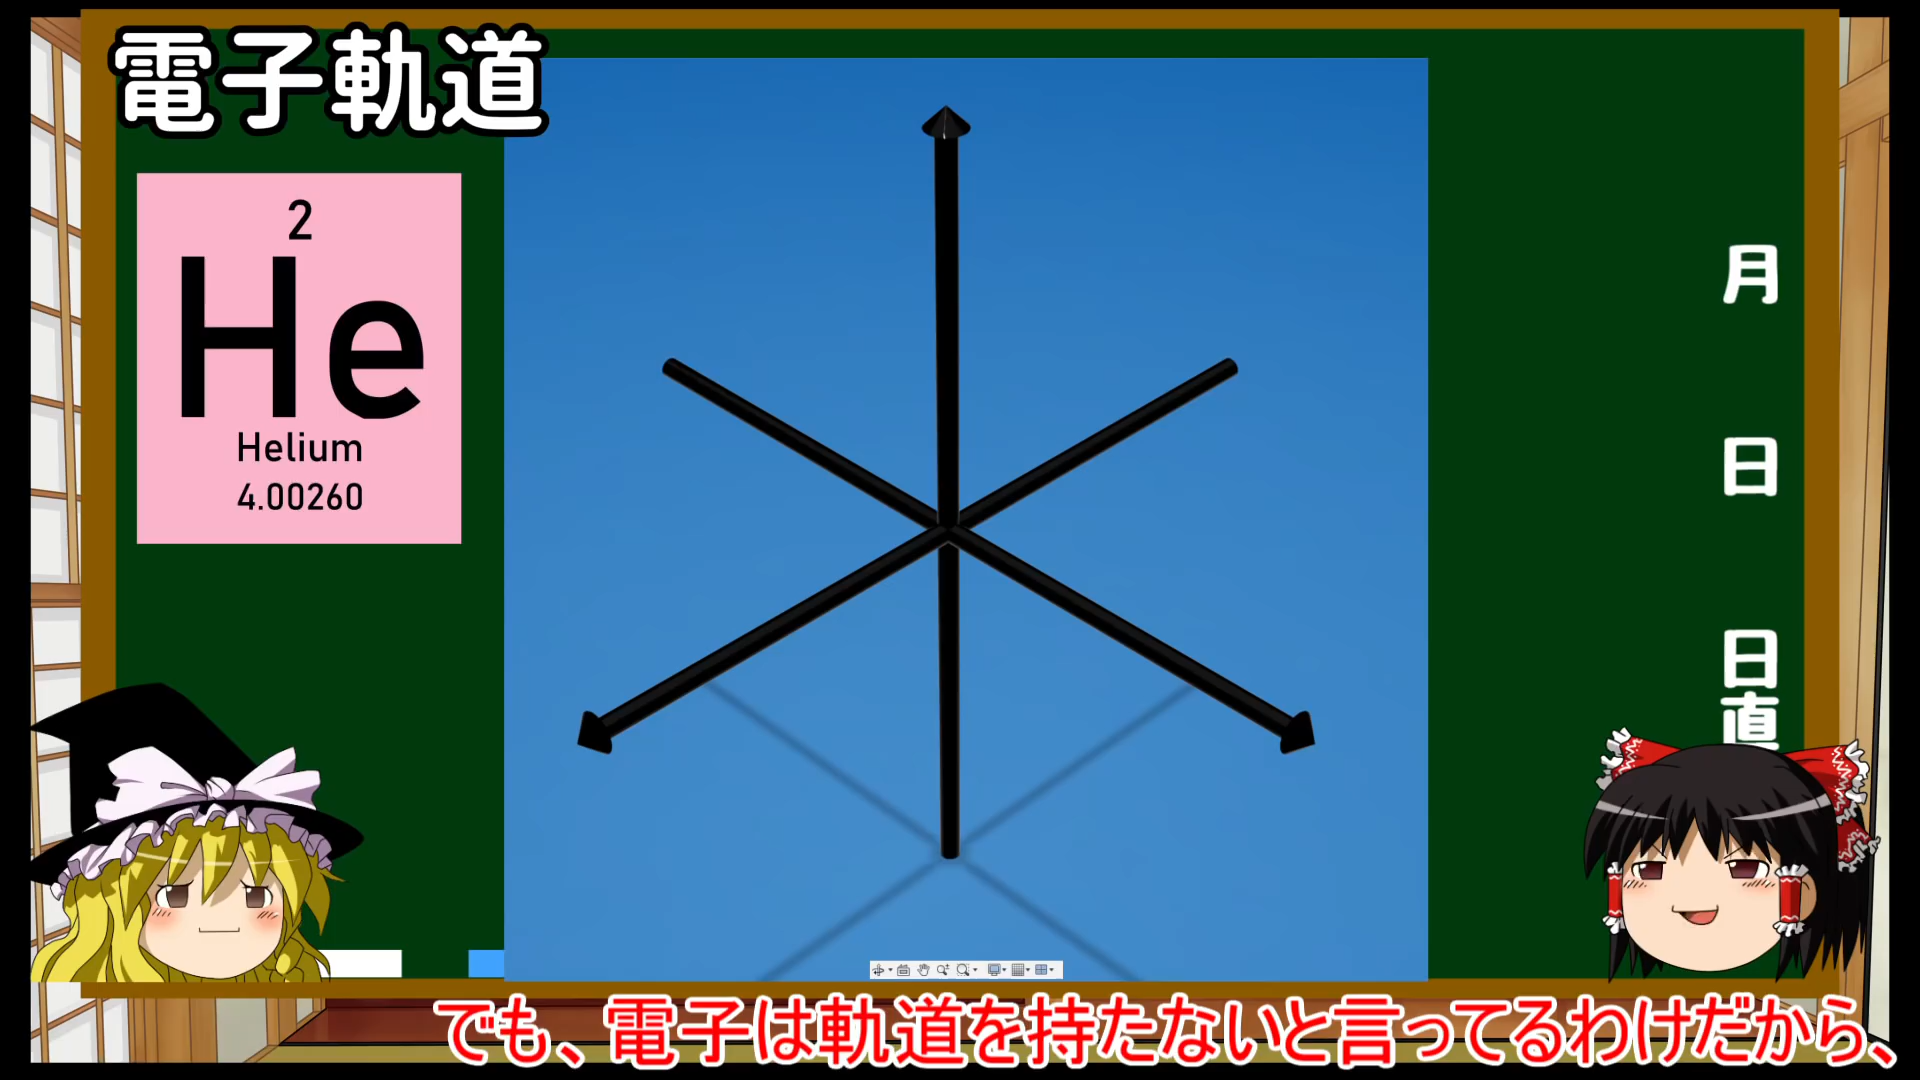 電子軌道
2
He
Helium
4.00260
月
日
日直
でも、電子は軌道を持たないと言ってるわけだから、